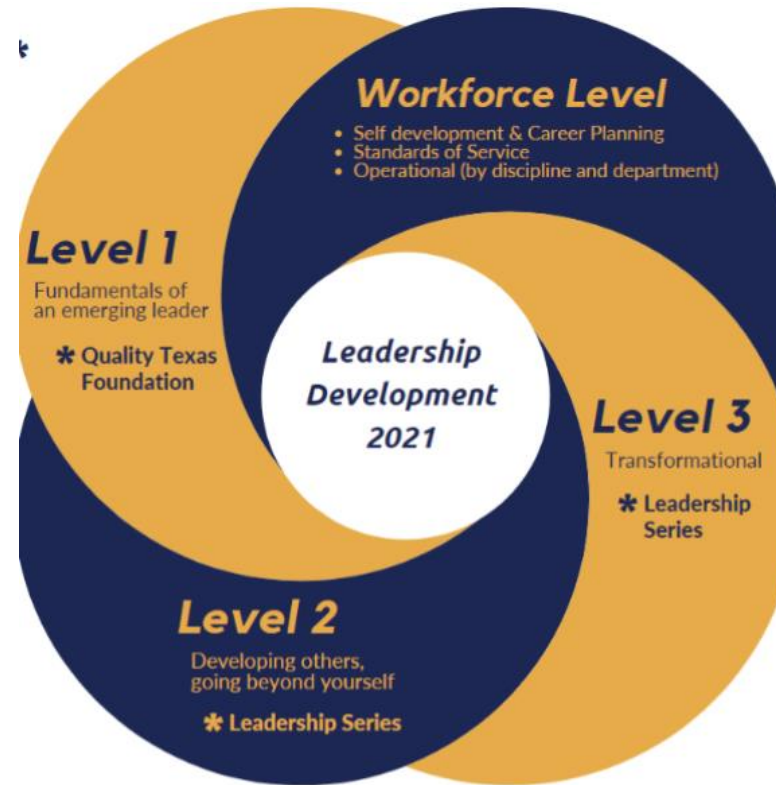 *
Workforce Level
• Self development & Career Planning
• Standards of Service
• Operational (by discipline and department)
Level 1
Fundamentals of
an emerging leader
* Quality Texas
Foundation
Leadership
Development
2021
Level 3
Transformational
* Leadership
Series
Level 2
Developing others,
going beyond yourself
* Leadership Series